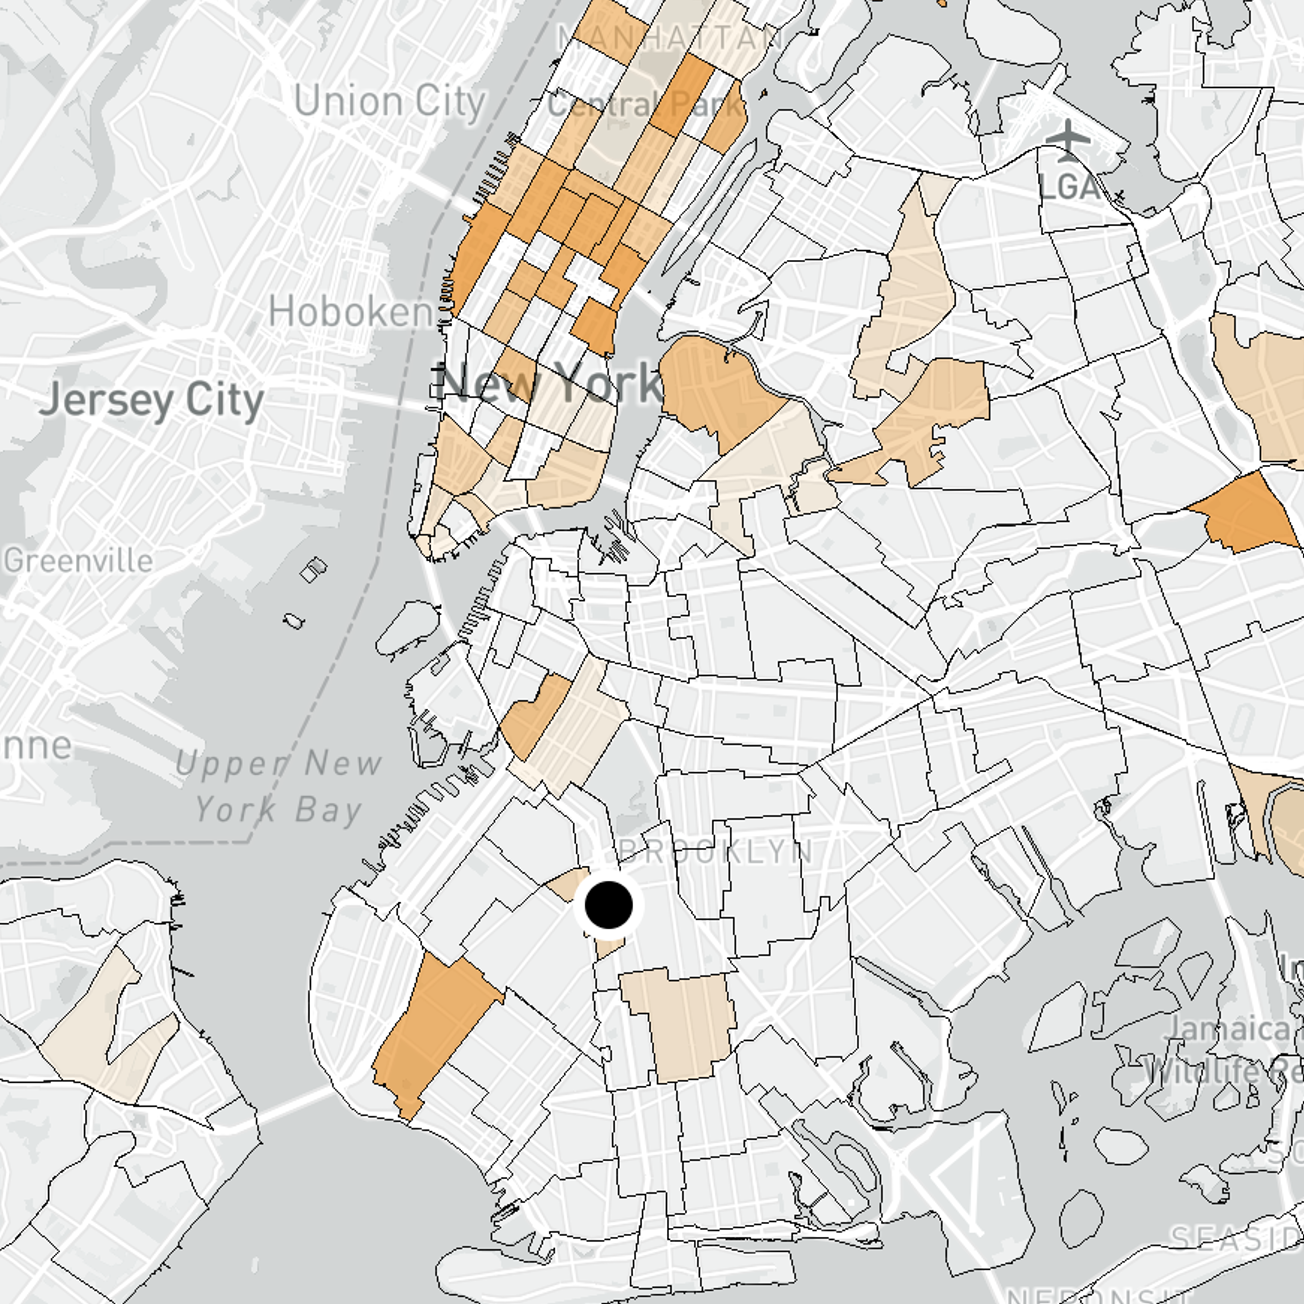 MANHATTAN
Union City
Central Park
LGA
Hoboken
New York
Jersey City
Greenville
nne
Upper New
York Bay
BROOKLYN
Jamaica
Wildlife Re
SEASID